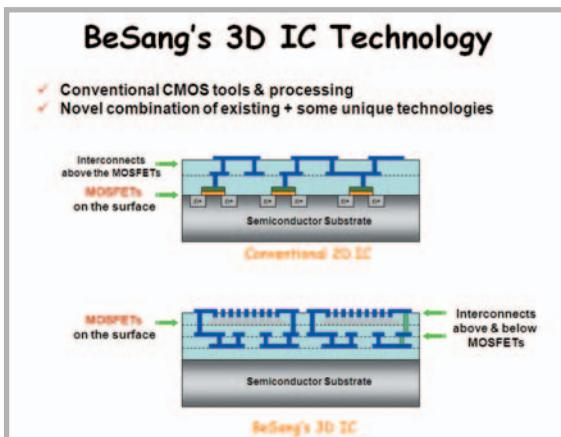 BeSang's 3D IC Technology
✓ Conventional CMOS tools & processing
✓ Novel combination of existing + some unique technologies
Interconnects
above the MOSFETs
MOSFETs
on the surface
Semiconductor Substrate
Conventional 2D IC
MOSFETs
on the surface
Interconnects
above & below
MOSFETs
Semiconductor Substrate
BeSang's 3D IC